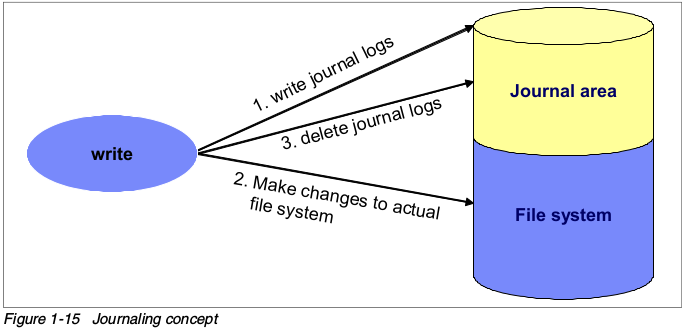 1. write journal logs
Journal area
3. delete journal logs
write
2. Make changes to actual
file system
File system
Figure 1-15 Journaling concept